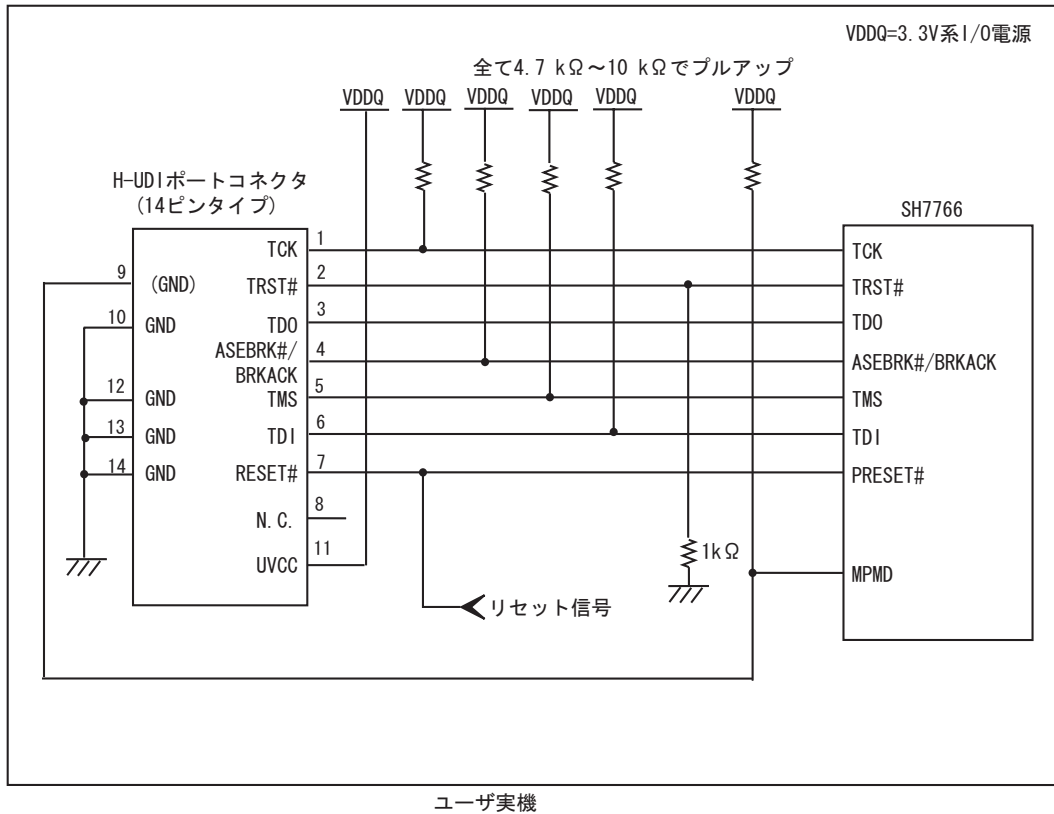 VDDQ=3.3V系I/O電源
全て4.7 kΩ～10 kΩでプルアップ
VDDQ VDDQ VDDQ VDDQ VDDQ VDDQ
H-UDIポートコネクタ
(14ピンタイプ)
SH7766
TCK 1 TCK
9 (GND) TRST# 2 TRST#
10 GND TDO 3 TDO
ASEBRK#/
BRKACK 4 ASEBRK#/BRKACK
12 GND TMS 5 TMS
13 GND TDI 6 TDI
14 GND RESET# 7 PRESET#
N.C. 8
UVCC 11
1kΩ
MPMD
リセット信号
ユーザ実機